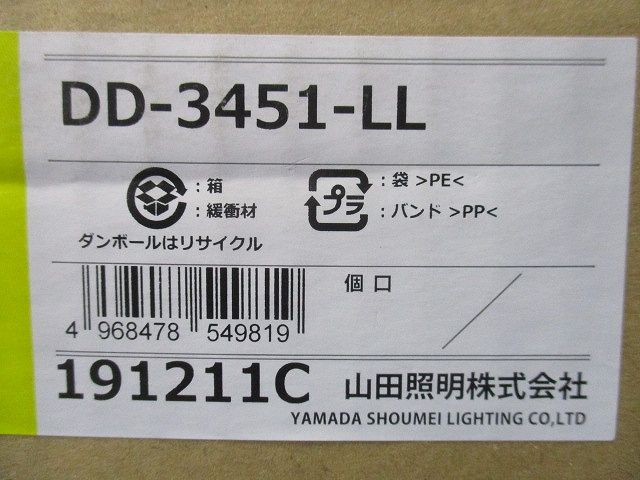 DD-3451-LL
：箱
：緩衝材
ダンボールはリサイクル
プラ
：袋 >PE<
：バンド >PP<
個 口
4 968478 549819
191211C 山田照明株式会社
YAMADA SHOUMEI LIGHTING CO,LTD